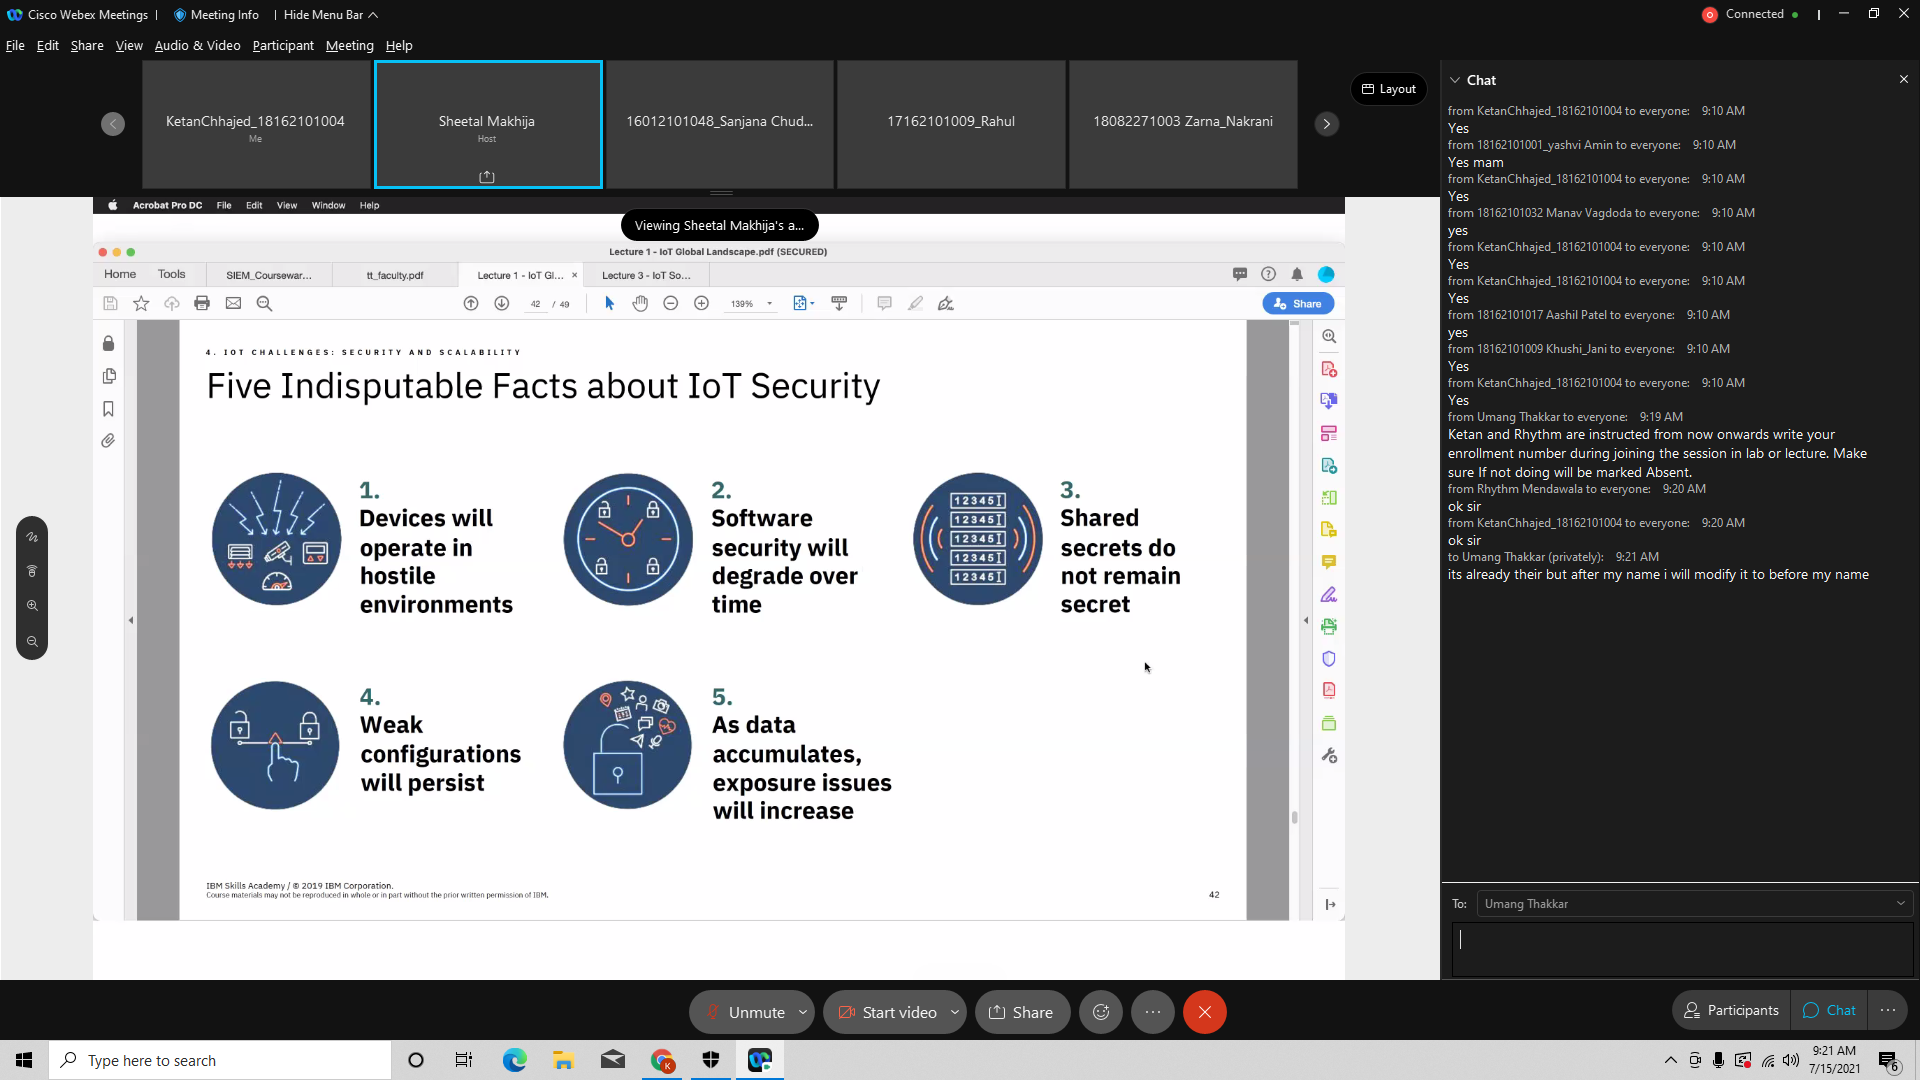 Cisco Webex Meetings | Meeting Info | Hide Menu Bar
Connected
File Edit Share View Audio & Video Participant Meeting Help
KetanChhajed_18162101004
Me
Sheetal Makhija
Host
16012101048_Sanjana Chud...
17162101009_Rahul
18082271003 Zarna_Nakrani
Layout
Acrobat Pro DC File Edit View Window Help
Viewing Sheetal Makhija's a...
Lecture 1 - IoT Global Landscape.pdf (SECURED)
Home Tools SIEM_Coursewar... tt_faculty.pdf Lecture 1 - IoT Gl... × Lecture 3 - IoT So...
42 / 49 139% Share
4. IOT CHALLENGES: SECURITY AND SCALABILITY
Five Indisputable Facts about IoT Security
1.
Devices will
operate in
hostile
environments
2.
Software
security will
degrade over
time
12345
12345
12345
12345
12345
3.
Shared
secrets do
not remain
secret
4.
Weak
configurations
will persist
5.
As data
accumulates,
exposure issues
will increase
IBM Skills Academy / © 2019 IBM Corporation.
Course materials may not be reproduced in whole or in part without the prior written permission of IBM.
42
Chat
from KetanChhajed_18162101004 to everyone: 9:10 AM
Yes
from 18162101001_yashvi Amin to everyone: 9:10 AM
Yes mam
from KetanChhajed_18162101004 to everyone: 9:10 AM
Yes
from 18162101032 Manav Vagdoda to everyone: 9:10 AM
yes
from KetanChhajed_18162101004 to everyone: 9:10 AM
Yes
from KetanChhajed_18162101004 to everyone: 9:10 AM
Yes
from 18162101017 Aashil Patel to everyone: 9:10 AM
yes
from 18162101009 Khushi_Jani to everyone: 9:10 AM
Yes
from KetanChhajed_18162101004 to everyone: 9:10 AM
Yes
from Umang Thakkar to everyone: 9:19 AM
Ketan and Rhythm are instructed from now onwards write your
enrollment number during joining the session in lab or lecture. Make
sure If not doing will be marked Absent.
from Rhythm Mendawala to everyone: 9:20 AM
ok sir
from KetanChhajed_18162101004 to everyone: 9:20 AM
ok sir
to Umang Thakkar (privately): 9:21 AM
its already their but after my name i will modify it to before my name
To: Umang Thakkar
Unmute Start video Share
Participants Chat
Type here to search
K
9:21 AM
7/15/2021
6